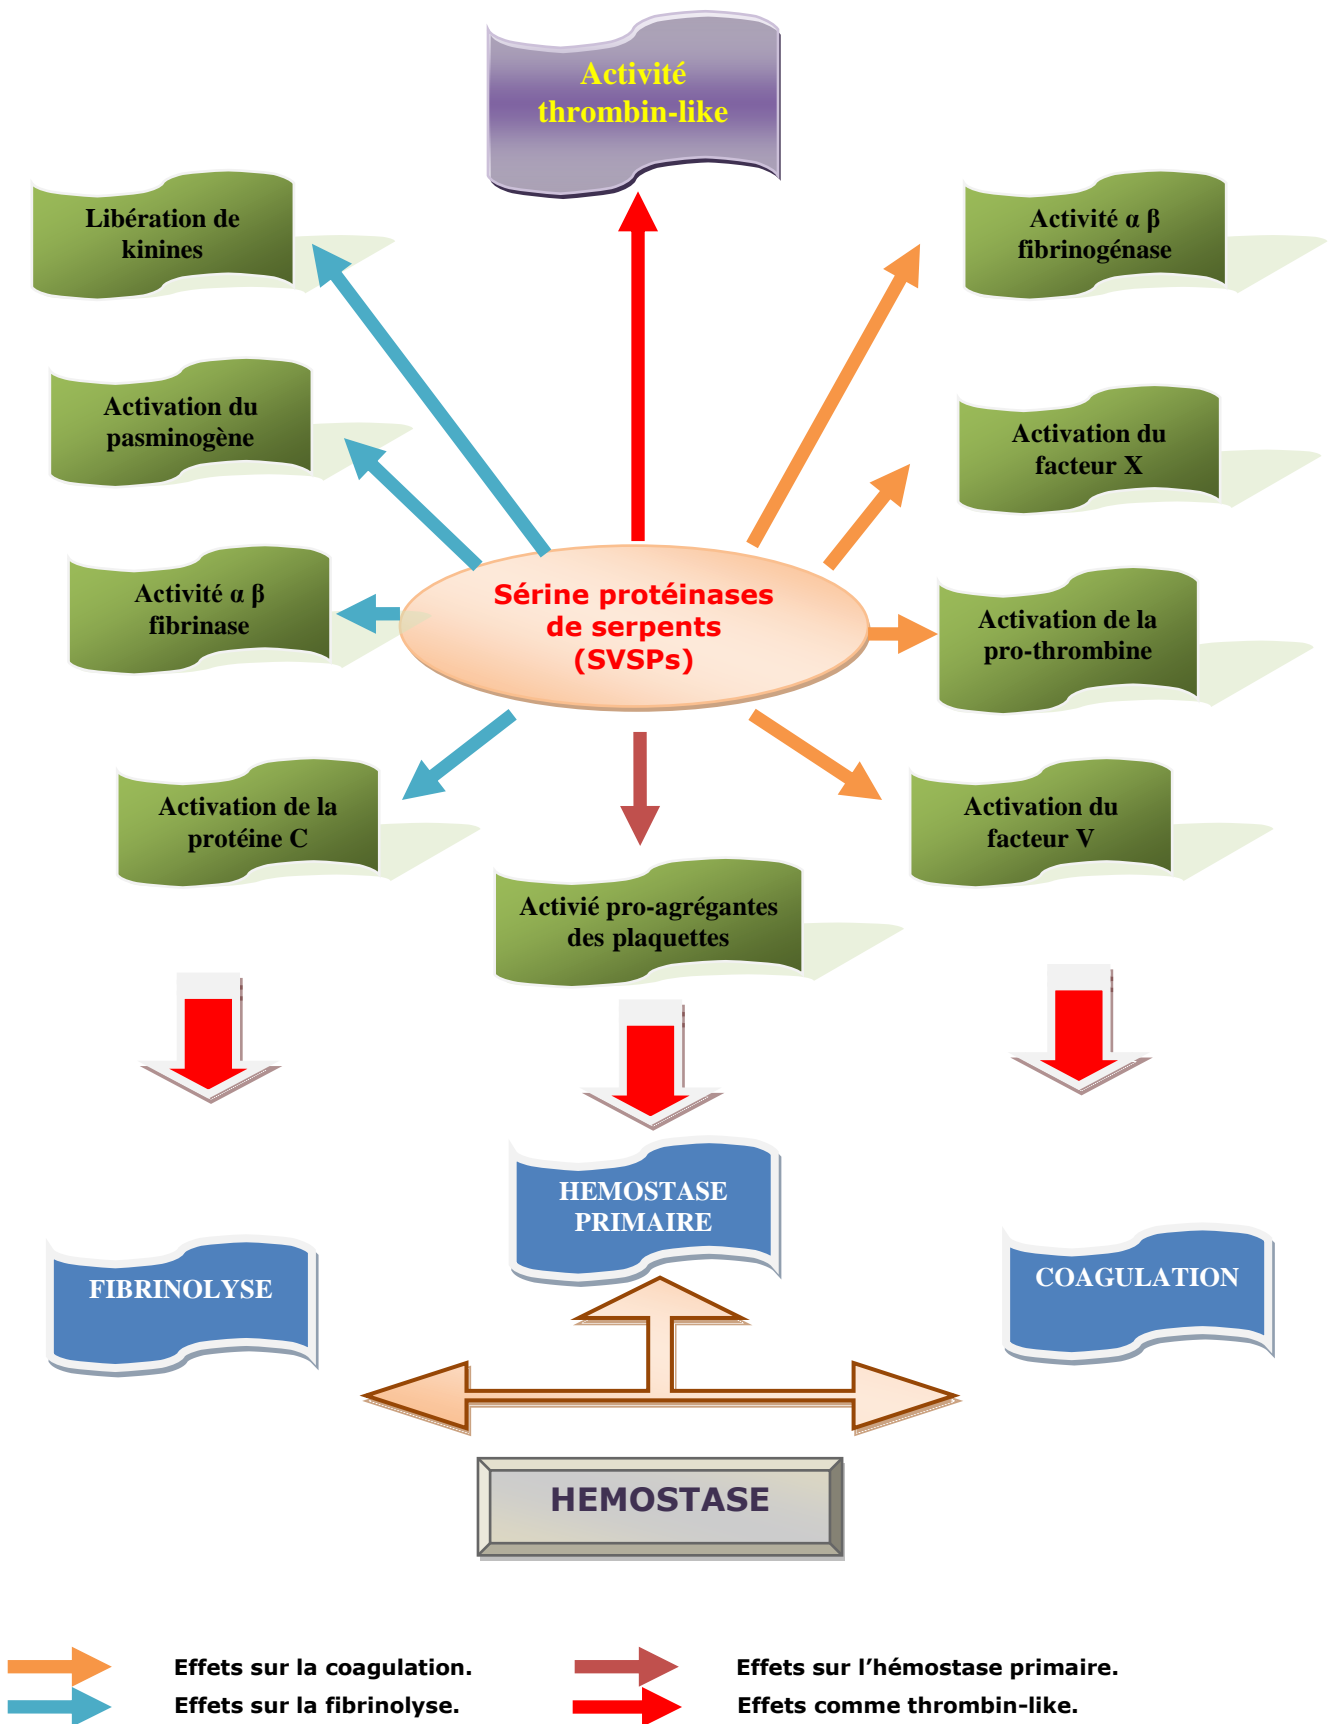 Activité
thrombin-like
Libération de
kinines
Activité α β
fibrinogénase
Activation du
pasminogène
Activation du
facteur X
Activité α β
fibrinase
Sérine protéinases
de serpents
(SVSPs)
Activation de la
pro-thrombine
Activation de la
protéine C
Activation du
facteur V
Activié pro-agrégantes
des plaquettes
HEMOSTASE
PRIMAIRE
FIBRINOLYSE
COAGULATION
HEMOSTASE
Effets sur la coagulation.
Effets sur l’hémostase primaire.
Effets sur la fibrinolyse.
Effets comme thrombin-like.